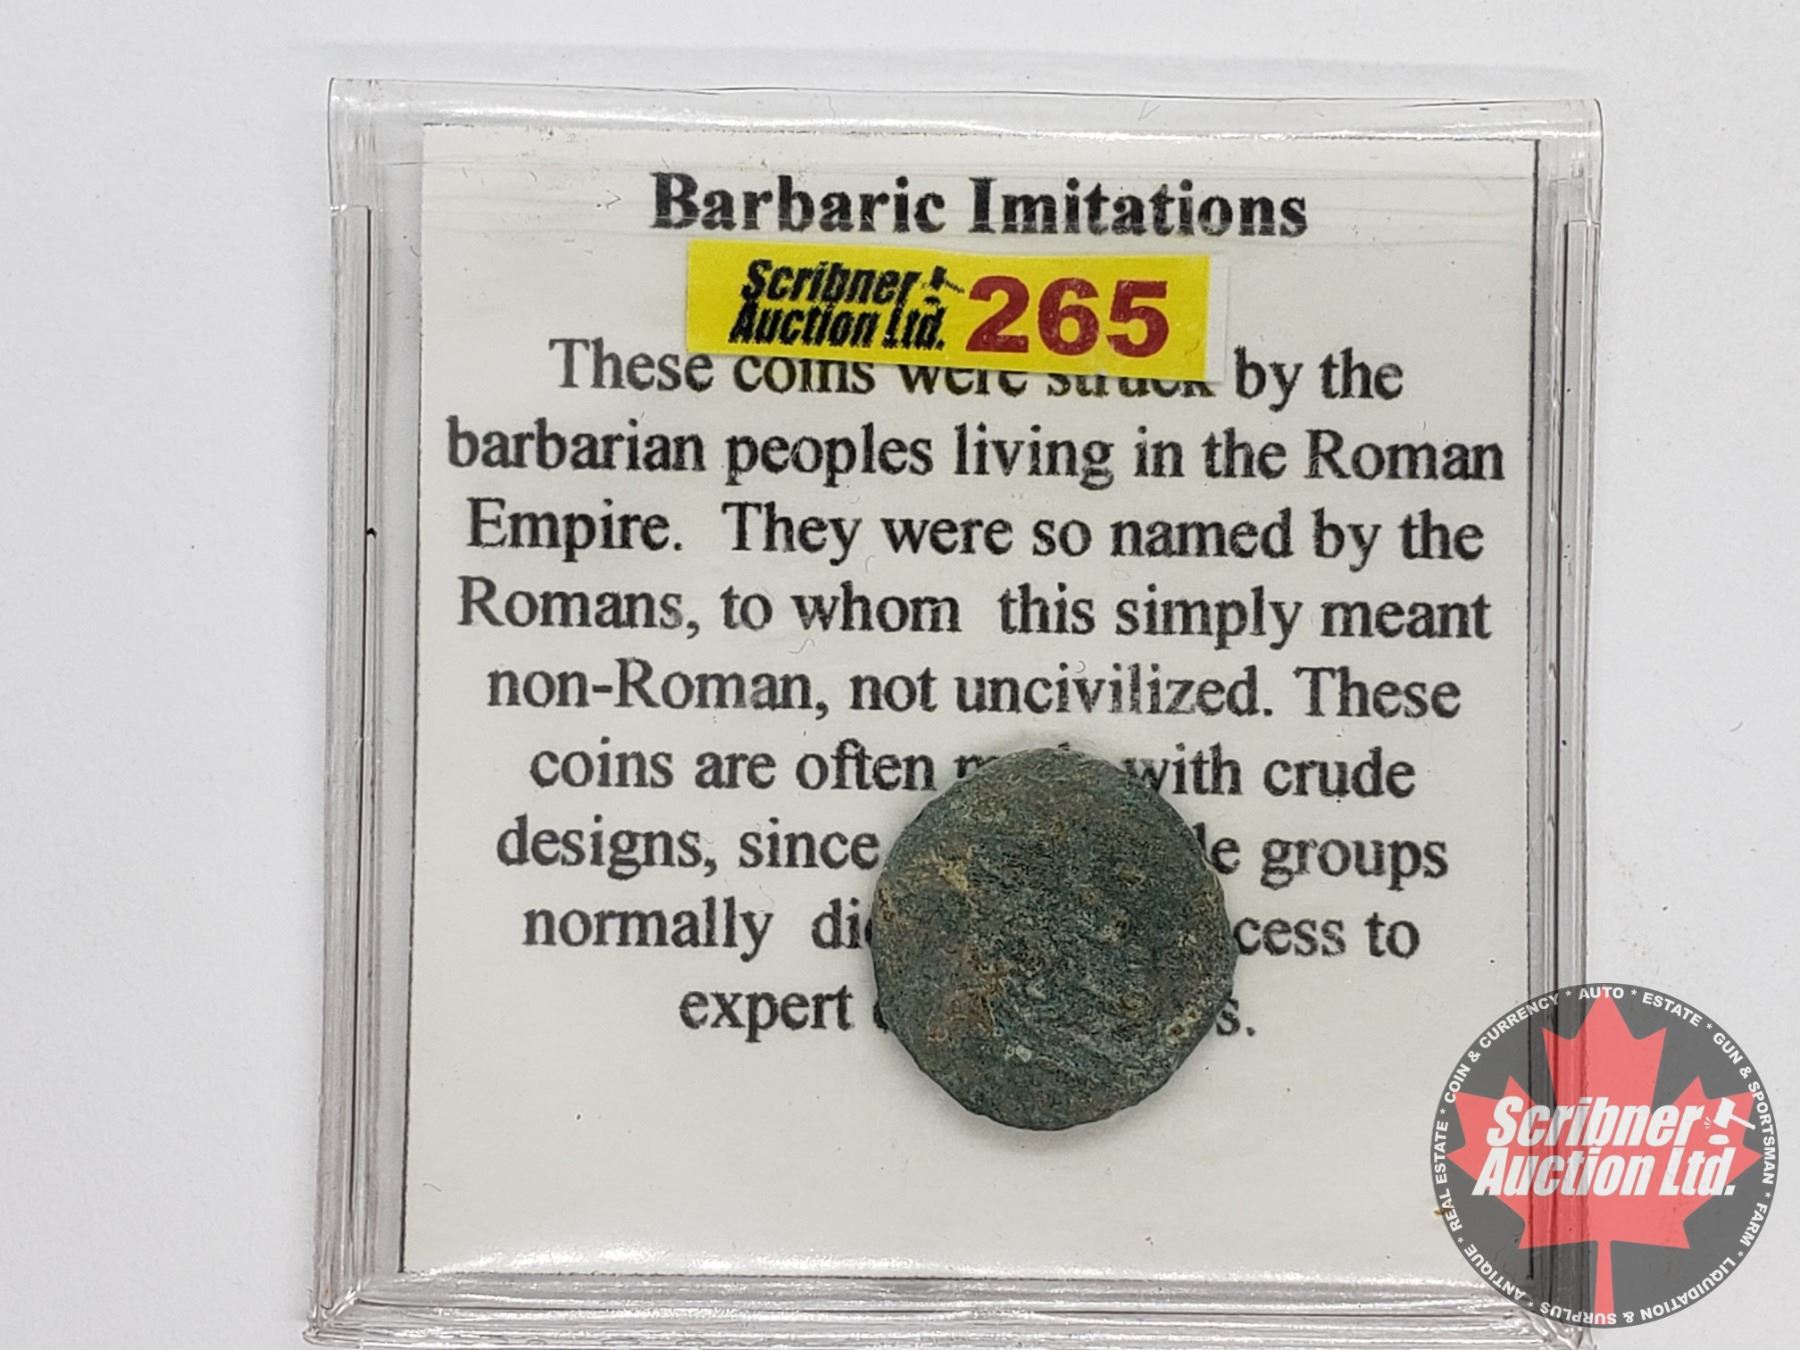 Barbaric Imitations
Scribner
Auction Ltd.
265
These coins were struck by the
barbarian peoples living in the Roman
Empire. They were so named by the
Romans, to whom this simply meant
non-Roman, not uncivilized. These
coins are often with crude
designs, since groups
normally to
expert
Scribner
Auction Ltd.
COIN & CURRENCY * AUTO * ESTATE * GUN & SPORTSMAN * FARM * LIQUIDATION & SURPLUS * ANTIQUE * REAL ESTATE *